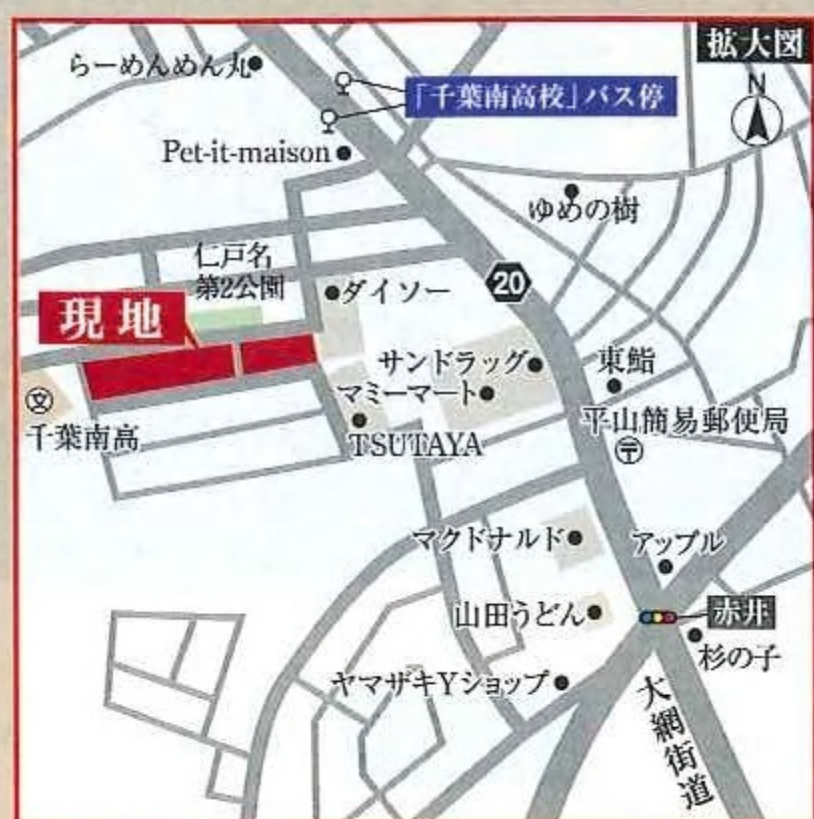 拡大図
N
らーめんめん丸
「千葉南高校」バス停
Pet-it-maison
ゆめの樹
仁戸名
第2公園
ダイソー
20
現地
サンドラッグ
東鮨
マミーマート
平山簡易郵便局
〒
文
千葉南高
TSUTAYA
マクドナルド
アップル
山田うどん
赤井
杉の子
ヤマザキYショップ
大網街道